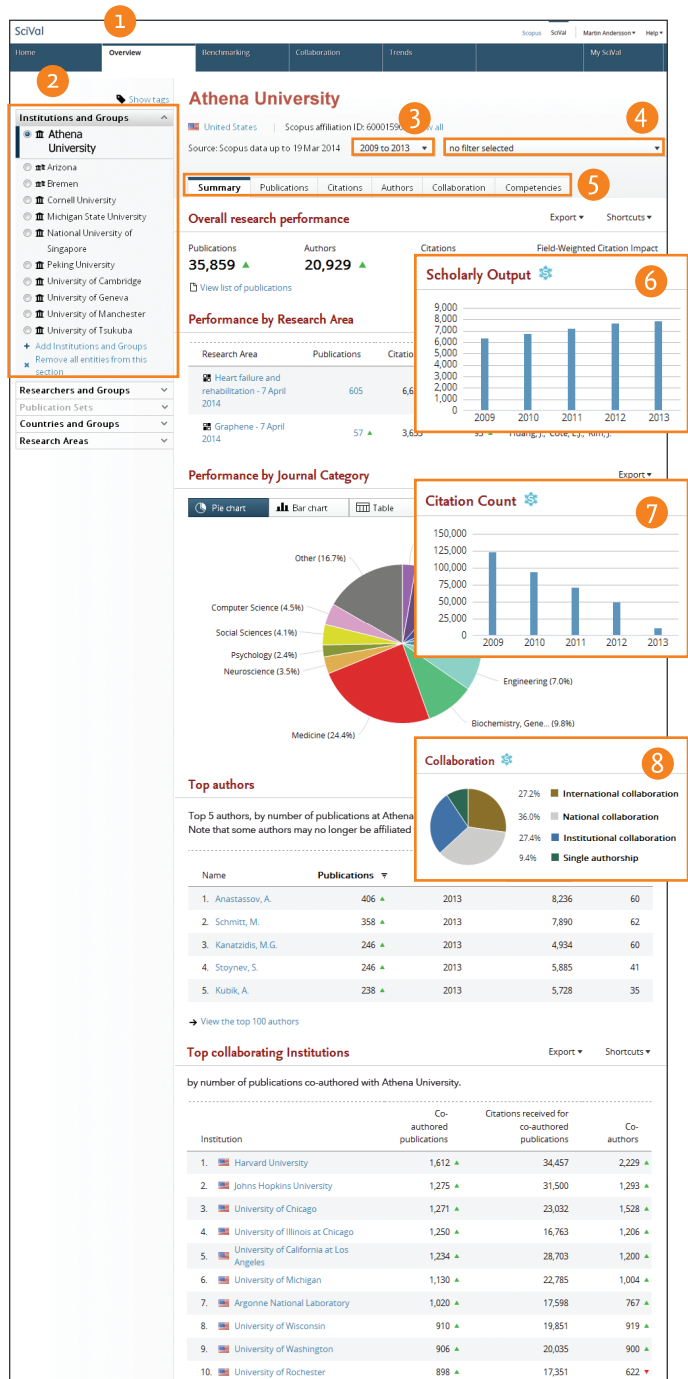 1
SciVal
Scopus SciVal Martin Andersson Help
Home Overview Benchmarking Collaboration Trends My SciVal
2
Show tags
Institutions and Groups
Athena
University
Arizona
Bremen
Cornell University
Michigan State University
National University of
Singapore
Peking University
University of Cambridge
University of Geneva
University of Manchester
University of Tsukuba
+ Add Institutions and Groups
x Remove all entities from this
section
Researchers and Groups
Publication Sets
Countries and Groups
Research Areas
Athena University
3
4
United States | Scopus affiliation ID: 6000159 all
Source: Scopus data up to 19 Mar 2014 2009 to 2013 no filter selected
5
Summary Publications Citations Authors Collaboration Competencies
Overall research performance Export Shortcuts
Publications Authors Citations Field-Weighted Citation Impact
35,859 20,929
View list of publications
Scholarly Output 6
9,000
8,000
7,000
6,000
5,000
4,000
3,000
2,000
1,000
0
2009 2010 2011 2012 2013
Performance by Research Area
Research Area Publications Citatio
Heart failure and
rehabilitation - 7 April
2014
605 6,6
Graphene - 7 April
2014
57
Performance by Journal Category Export
Pie chart Bar chart Table
Other (16.7%)
Computer Science (4.5%)
Social Sciences (4.1%)
Psychology (2.4%)
Neuroscience (3.5%)
Medicine (24.4%)
Engineering (7.0%)
Biochemistry, Gene... (9.8%)
Citation Count 7
150,000
125,000
100,000
75,000
50,000
25,000
0
2009 2010 2011 2012 2013
Collaboration 8
27.2% International collaboration
36.0% National collaboration
27.4% Institutional collaboration
9.4% Single authorship
Top authors
Top 5 authors, by number of publications at Athena
Note that some authors may no longer be affiliated
Name Publications
1. Anastassov, A. 406 2013 8,236 60
2. Schmitt, M. 358 2013 7,890 62
3. Kanatzidis, M.G. 246 2013 4,934 60
4. Stoynev, S. 246 2013 5,885 41
5. Kubik, A. 238 2013 5,728 35
View the top 100 authors
Top collaborating Institutions Export Shortcuts
by number of publications co-authored with Athena University.
Institution
Co-
authored
publications
Citations received for
co-authored
publications
Co-
authors
1. Harvard University 1,612 34,457 2,229
2. Johns Hopkins University 1,275 31,500 1,293
3. University of Chicago 1,271 23,032 1,528
4. University of Illinois at Chicago 1,250 16,763 1,206
5. University of California at Los
Angeles 1,234 28,703 1,200
6. University of Michigan 1,130 22,785 1,004
7. Argonne National Laboratory 1,020 17,598 767
8. University of Wisconsin 910 19,851 919
9. University of Washington 906 20,035 900
10. University of Rochester 898 17,351 622